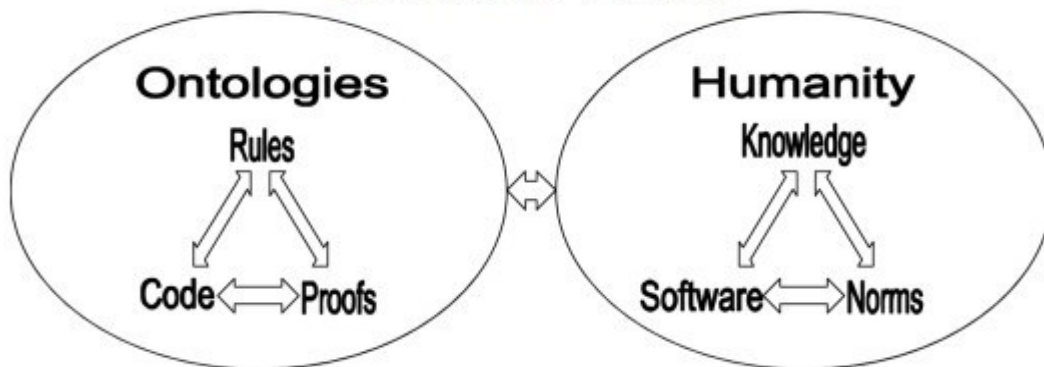 Ontologies
Rules
Code
Proofs
Humanity
Knowledge
Software
Norms